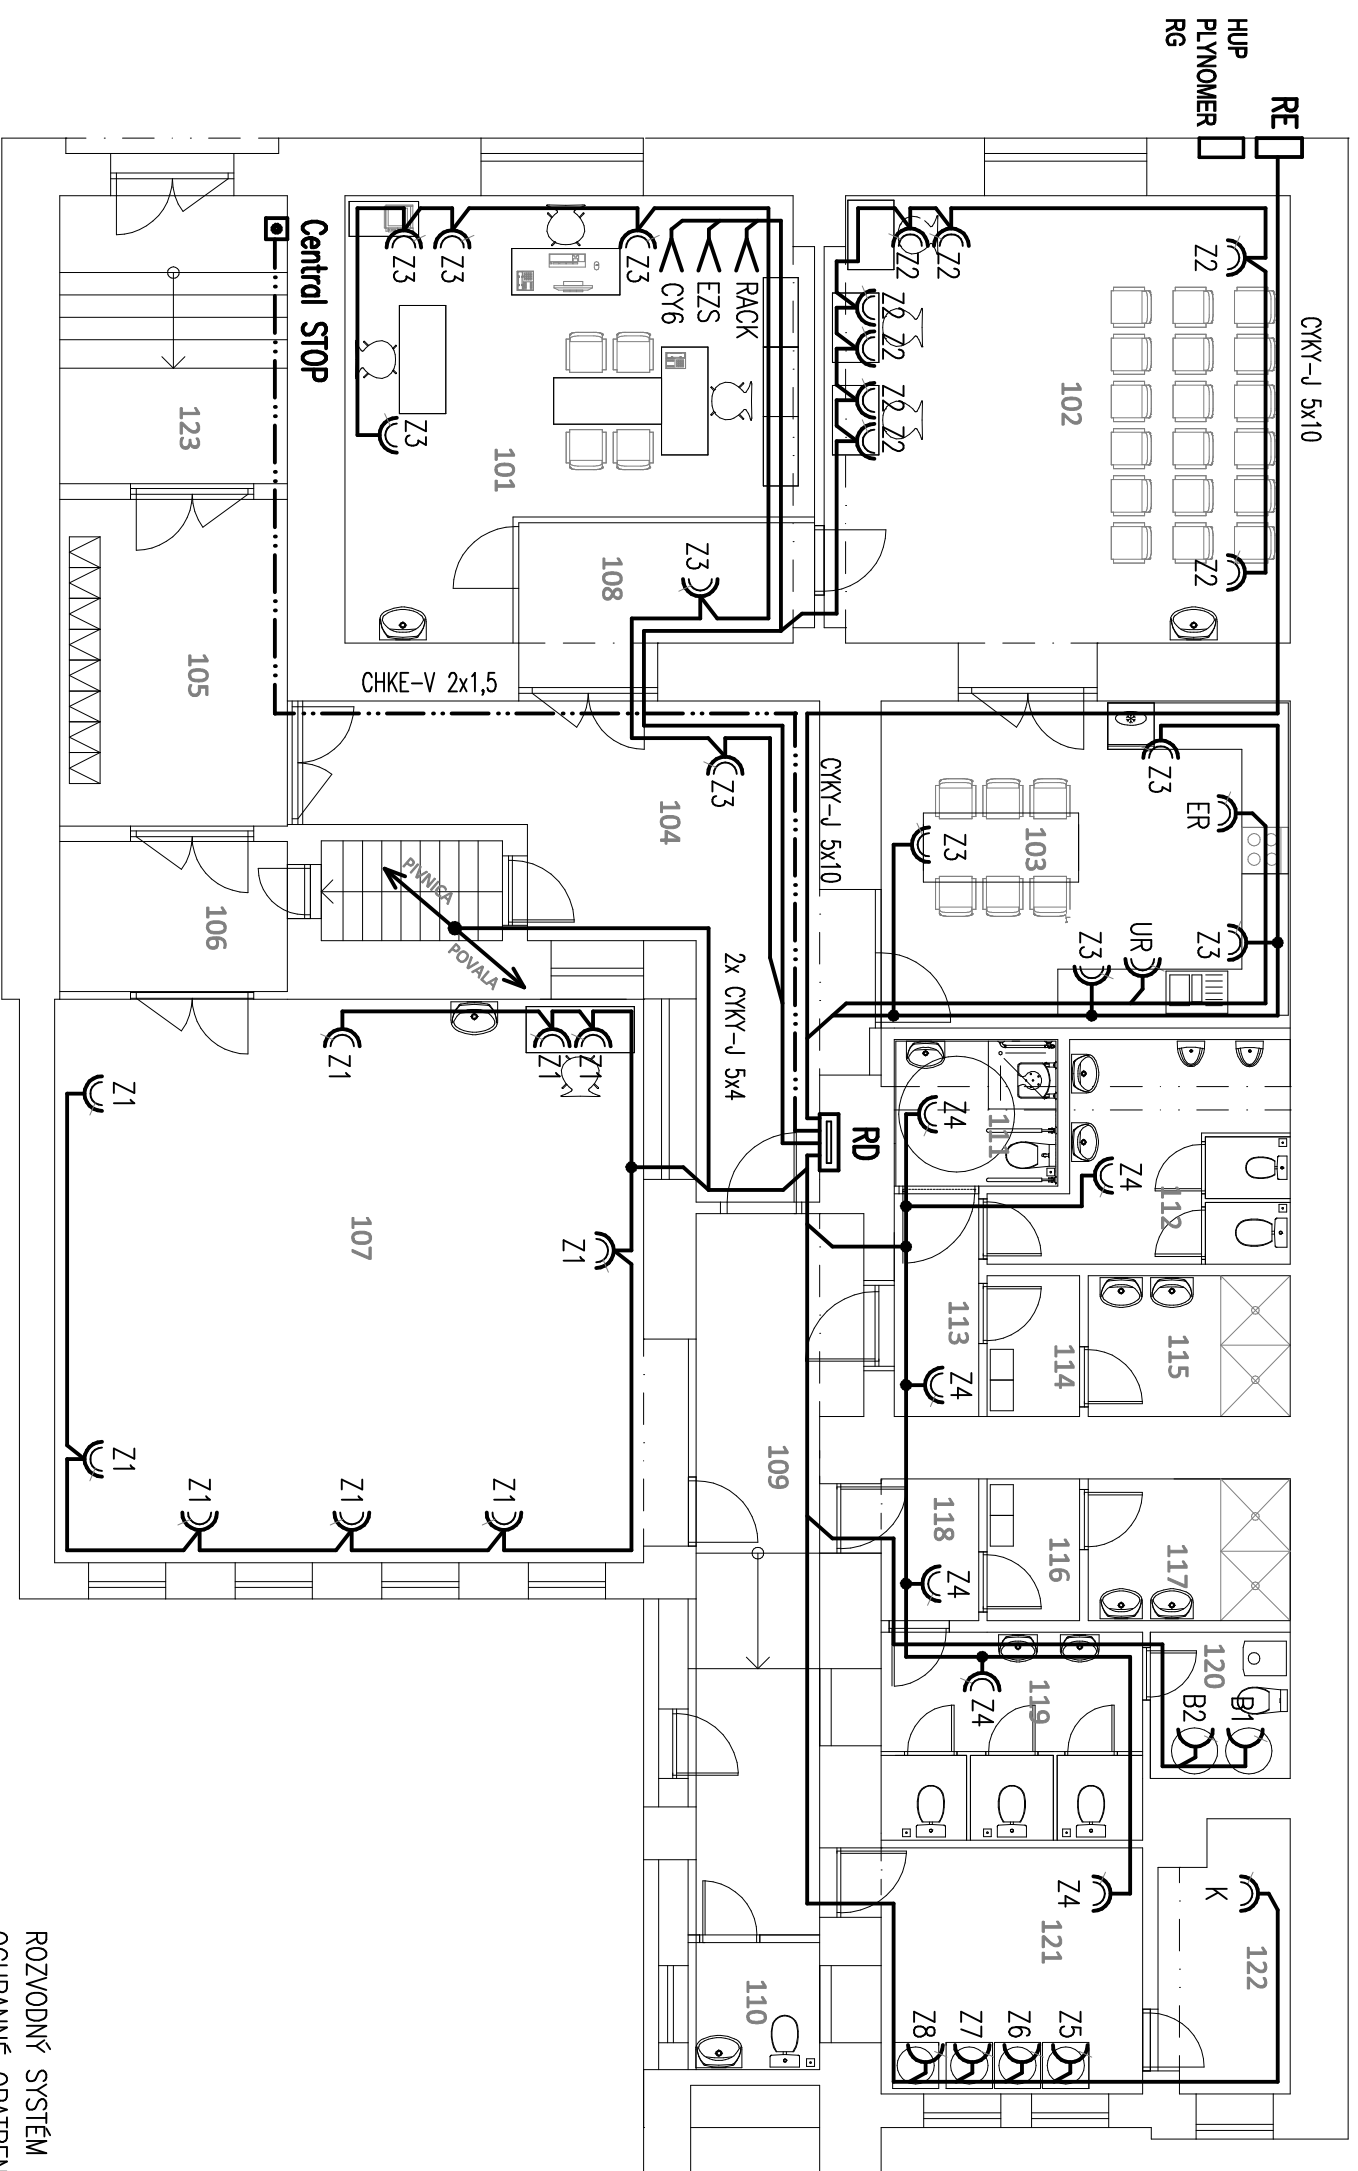 HUP
PLYNOMER
RG
RE
CYKY-J 5x10
Central STOP
Z3
Z3
Z3
CY6
EZS
RACK
Z2
Z2
Z2
Z2
Z2
Z2
Z2
Z2
102
123
Z3
101
Z3
108
105
CHKE-V 2x1,5
Z3
104
CYKY-J 5x10
Z3
ER
103
Z3
Z3
UR
Z3
106
PIVNICA
POVALA
2x CYKY-J 5x4
Z1
Z1
Z1
Z1
107
Z1
RD
Z4
111
Z4
112
113
114
115
Z4
109
Z1
Z1
Z1
Z1
118
116
117
Z4
120
119
Z4
B2
B1
Z4
121
K
122
110
Z8
Z7
Z6
Z5
ROZVODNÝ SYSTÉM